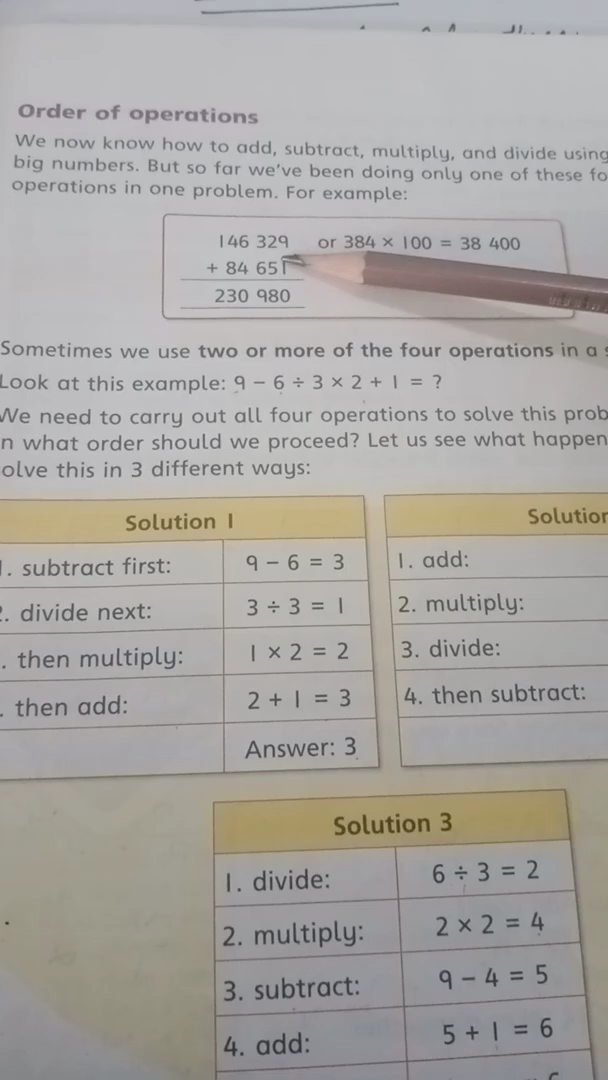 Order of operations
We now know how to add, subtract, multiply, and divide using
big numbers. But so far we've been doing only one of these fo
operations in one problem. For example:
146 329 or 384 × 100 = 38 400
+ 84 651
230 980
Sometimes we use two or more of the four operations in a s
Look at this example: 9 − 6 ÷ 3 × 2 + 1 = ?
We need to carry out all four operations to solve this prob
n what order should we proceed? Let us see what happen
olve this in 3 different ways:
Solution 1
1. subtract first: 9 − 6 = 3
2. divide next: 3 ÷ 3 = 1
. then multiply: 1 × 2 = 2
. then add: 2 + 1 = 3
Answer: 3
Solution
1. add:
2. multiply:
3. divide:
4. then subtract:
Solution 3
1. divide: 6 ÷ 3 = 2
2. multiply: 2 × 2 = 4
3. subtract: 9 − 4 = 5
4. add: 5 + 1 = 6